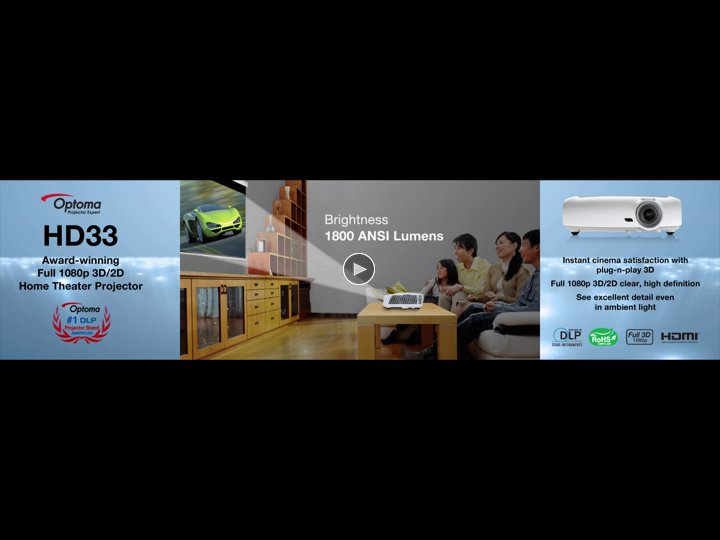 Optoma
Projector Expert
HD33
Award-winning
Full 1080p 3D/2D
Home Theater Projector
Optoma
#1 DLP
Projector Brand
AMERICAS
Brightness
1800 ANSI Lumens
Instant cinema satisfaction with
plug-n-play 3D
Full 1080p 3D/2D clear, high definition
See excellent detail even
in ambient light
DLP
TEXAS INSTRUMENTS
RoHS
Full 3D
1080p
HDMI